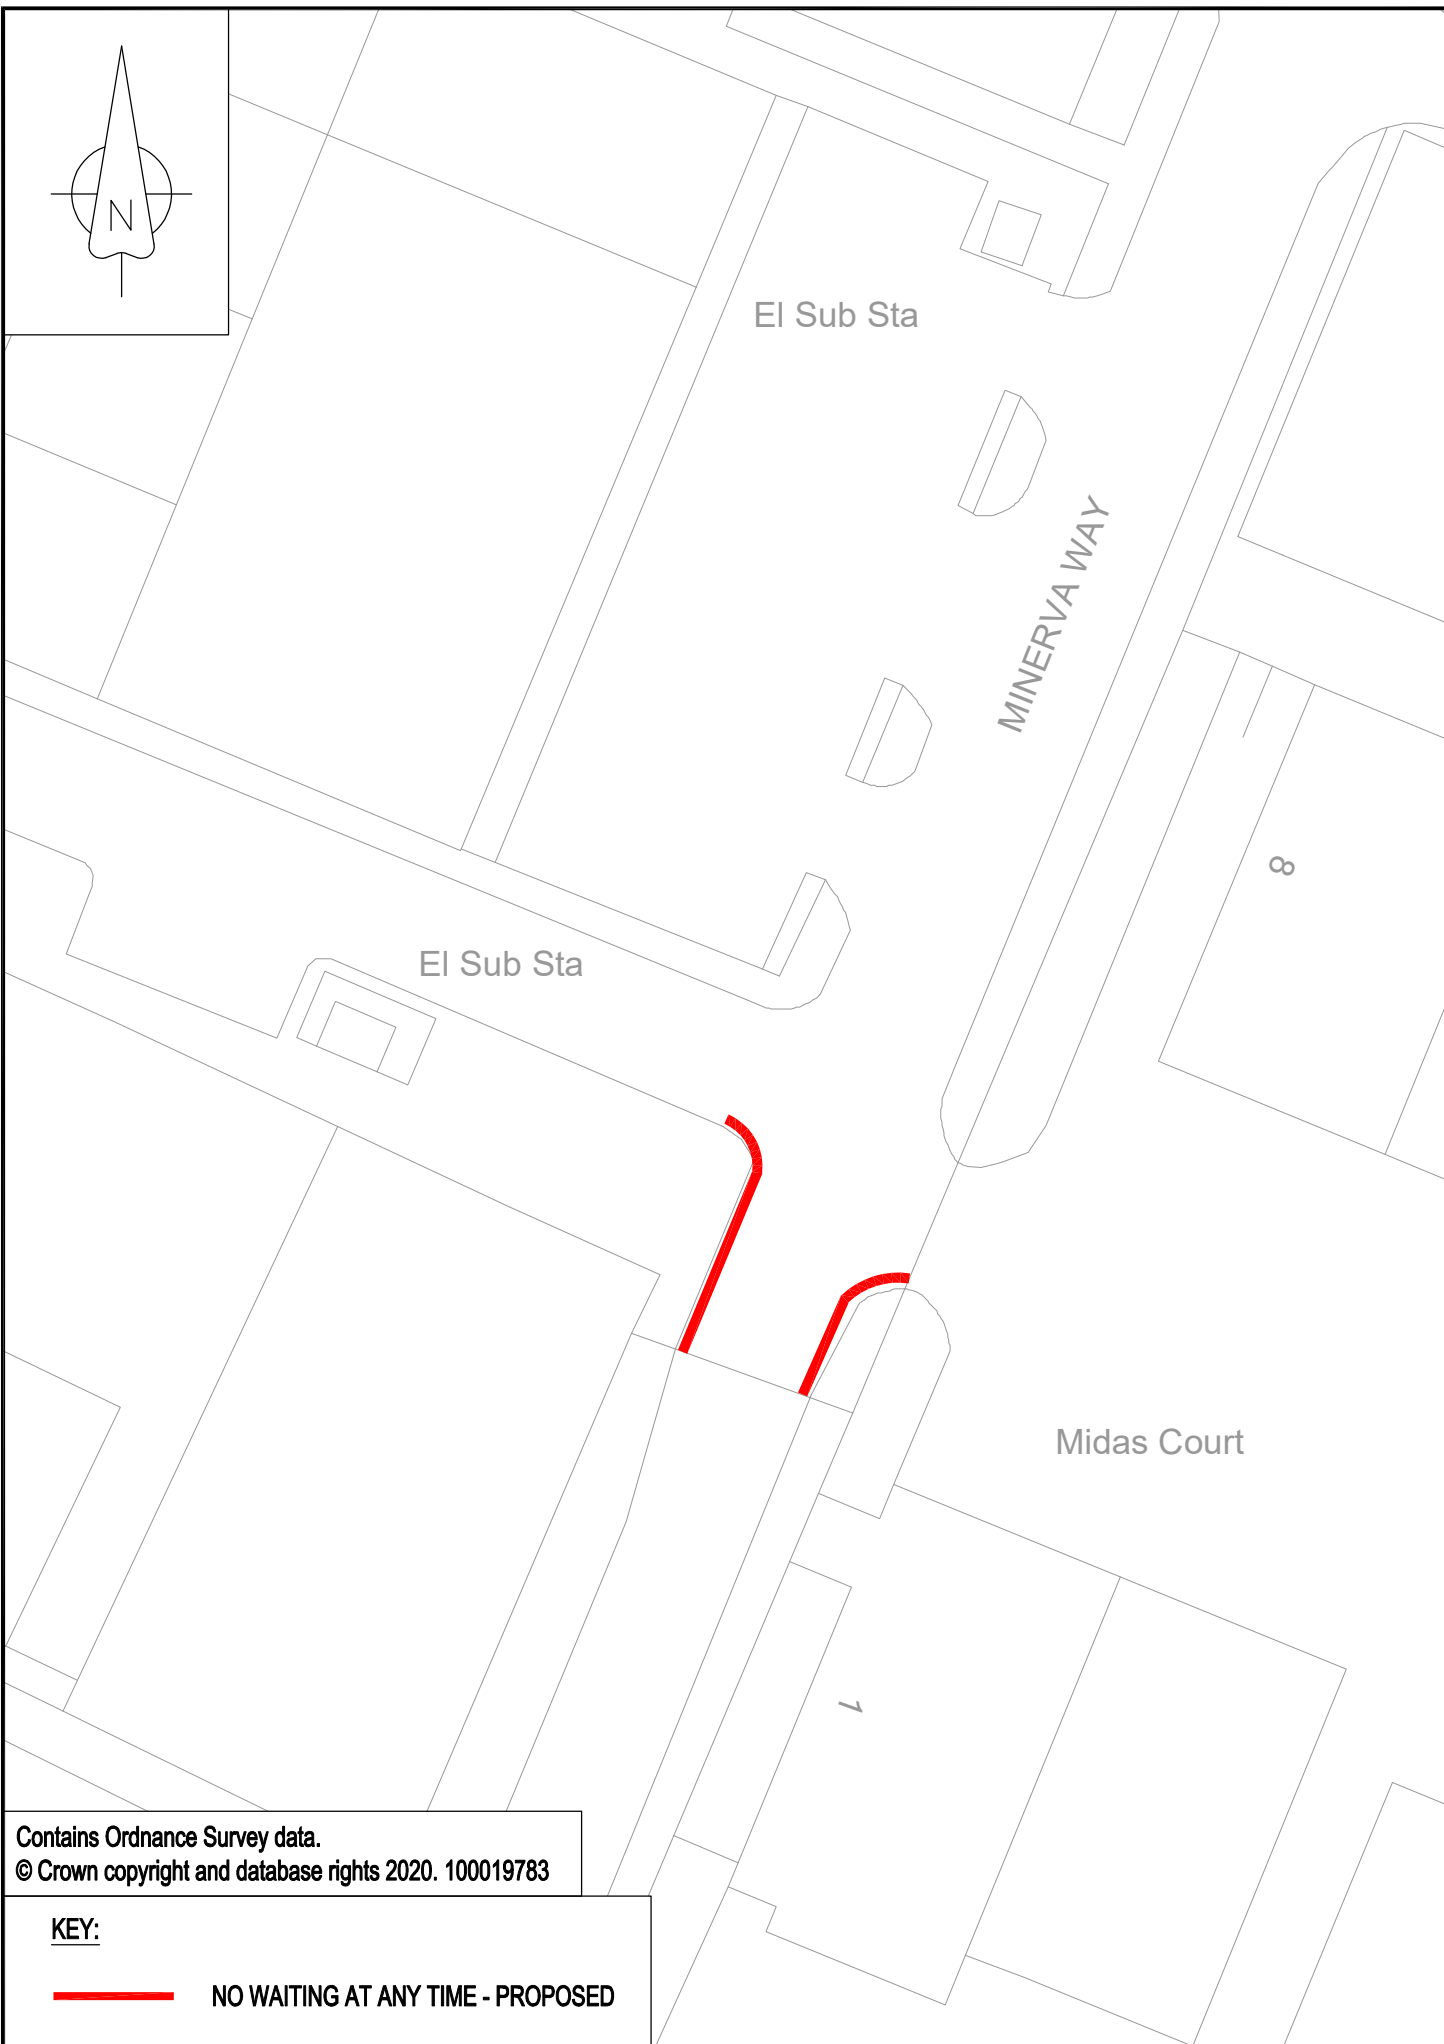 N
El Sub Sta
MINERVA WAY
8
El Sub Sta
Midas Court
1
Contains Ordnance Survey data.
© Crown copyright and database rights 2020. 100019783
KEY:
NO WAITING AT ANY TIME - PROPOSED